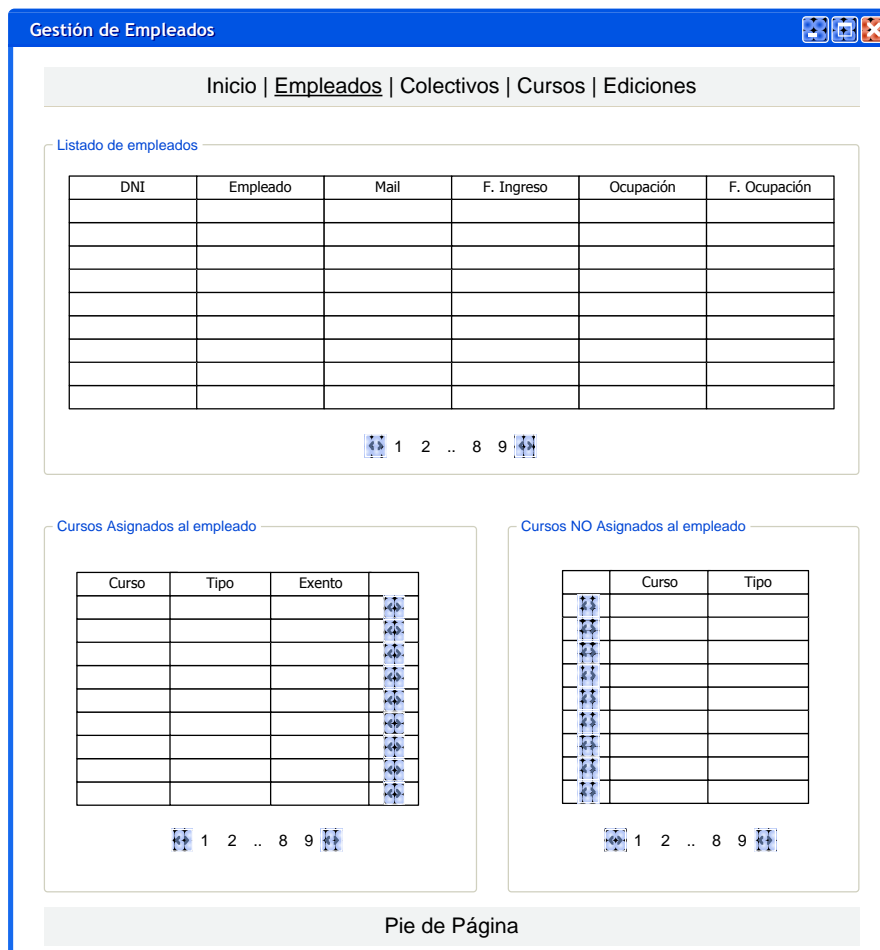 Gestión de Empleados
Inicio | Empleados | Colectivos | Cursos | Ediciones
Listado de empleados
DNI Empleado Mail F. Ingreso Ocupación F. Ocupación
1 2 .. 8 9
Cursos Asignados al empleado
Curso Tipo Exento
1 2 .. 8 9
Cursos NO Asignados al empleado
Curso Tipo
1 2 .. 8 9
Pie de Página